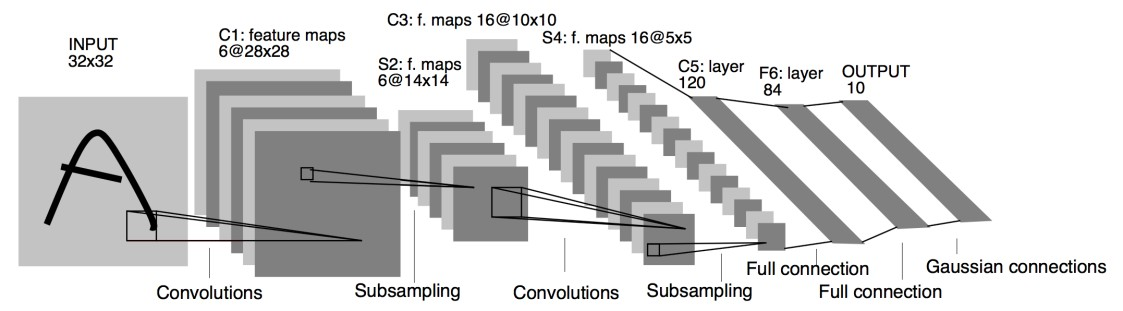 INPUT
32x32
C1: feature maps
6@28x28
S2: f. maps
6@14x14
C3: f. maps 16@10x10
S4: f. maps 16@5x5
C5: layer
120
F6: layer
84
OUTPUT
10
Convolutions
Subsampling
Convolutions
Subsampling
Full connection
Full connection
Gaussian connections